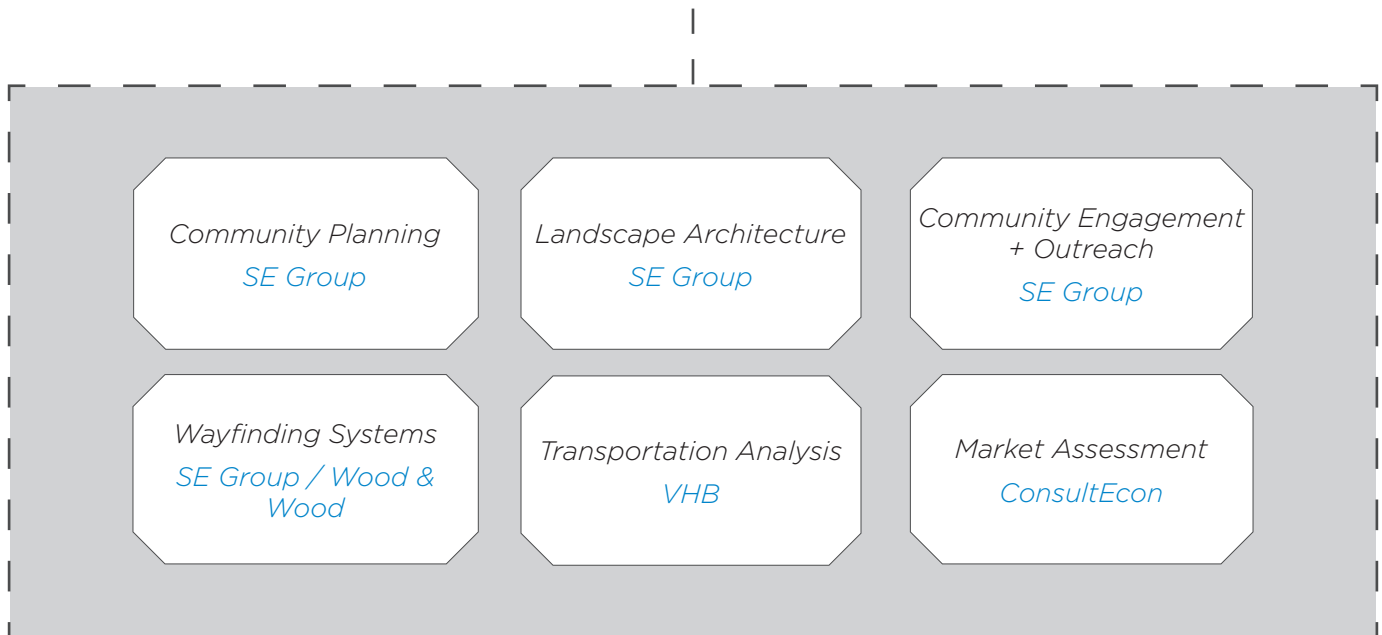 Community Planning
SE Group
Landscape Architecture
SE Group
Community Engagement
+ Outreach
SE Group
Wayfinding Systems
SE Group / Wood &
Wood
Transportation Analysis
VHB
Market Assessment
ConsultEcon